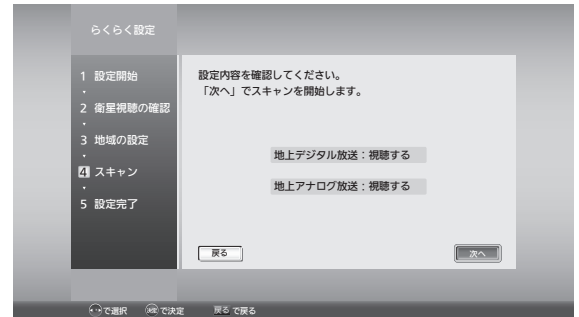 らくらく設定
1 設定開始
2 衛星視聴の確認
3 地域の設定
4 スキャン
5 設定完了
設定内容を確認してください。
「次へ」でスキャンを開始します。
地上デジタル放送：視聴する
地上アナログ放送：視聴する
戻る
次へ
で選択 決定 で決定 戻る で戻る